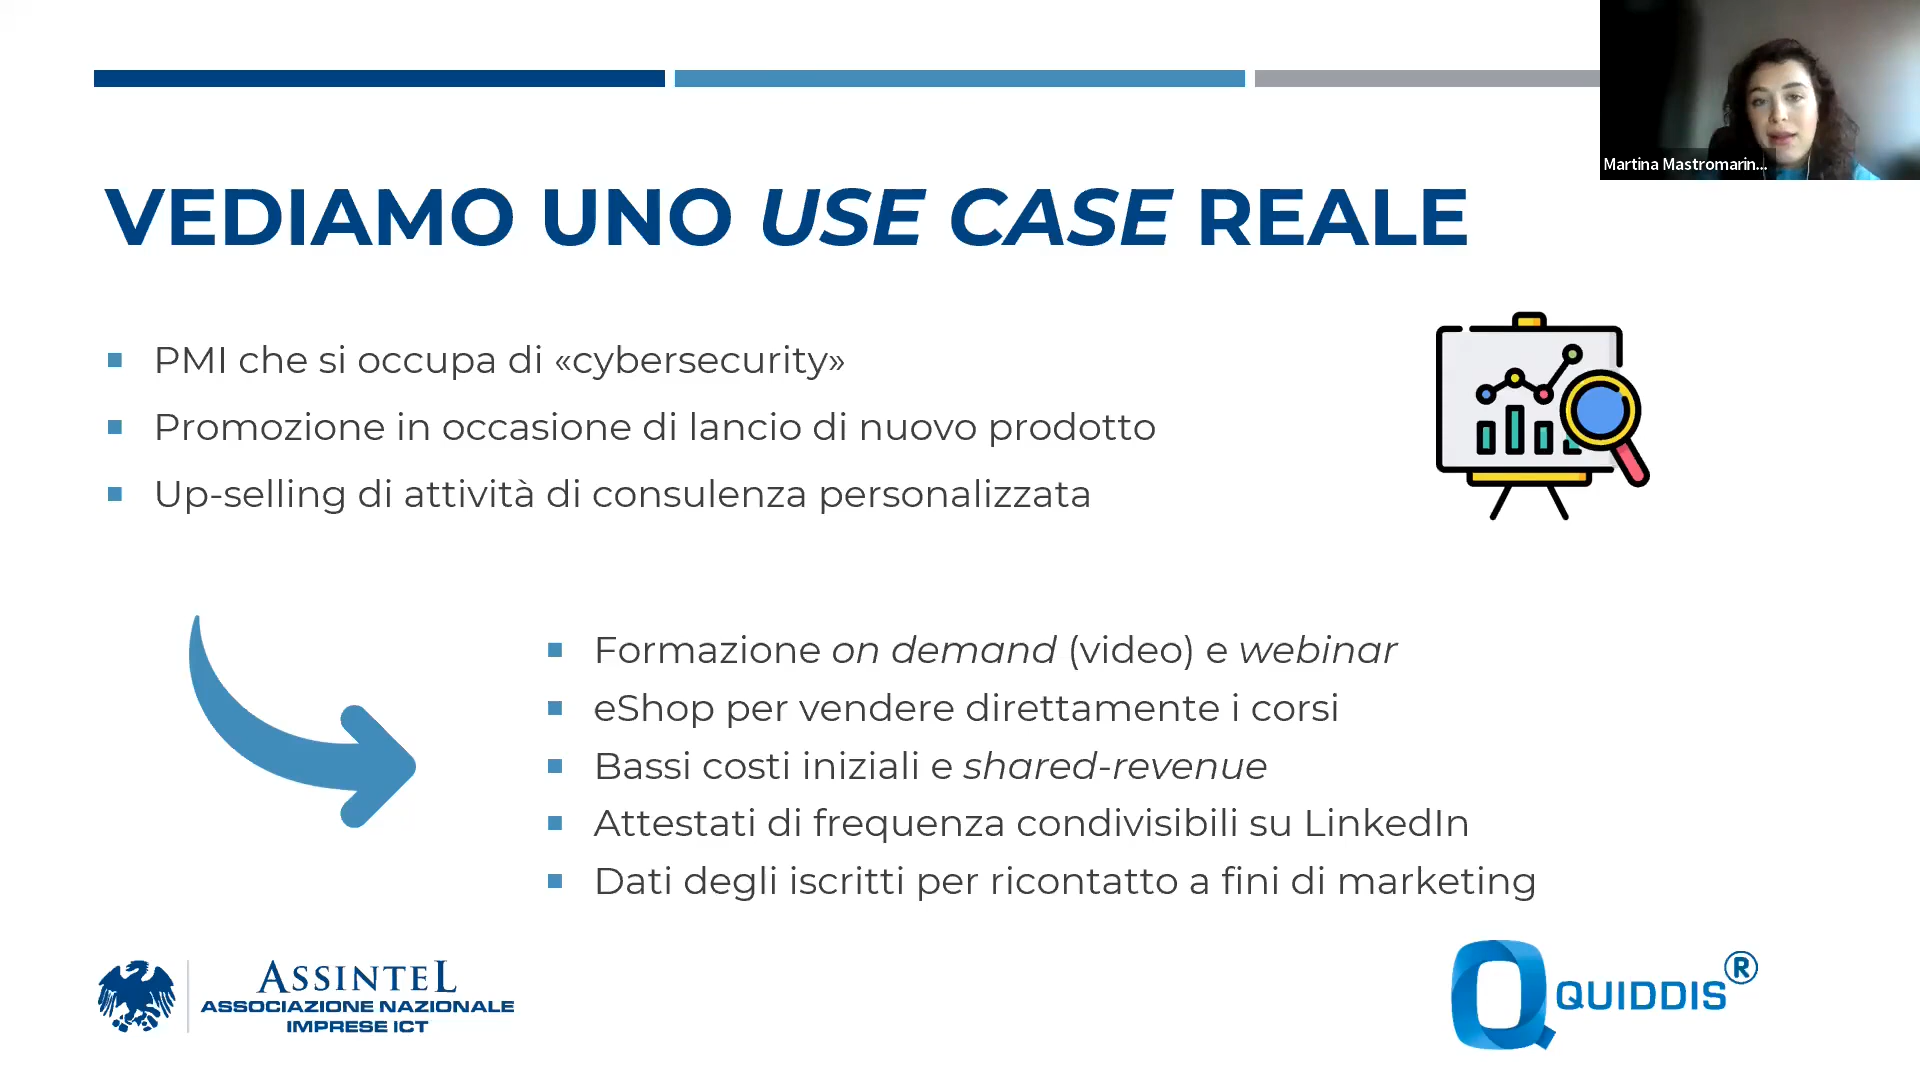 Martina Mastromarin...
VEDIAMO UNO USE CASE REALE
PMI che si occupa di «cybersecurity»
Promozione in occasione di lancio di nuovo prodotto
Up-selling di attività di consulenza personalizzata
Formazione on demand (video) e webinar
eShop per vendere direttamente i corsi
Bassi costi iniziali e shared-revenue
Attestati di frequenza condivisibili su LinkedIn
Dati degli iscritti per ricontatto a fini di marketing
ASSINTEL
ASSOCIAZIONE NAZIONALE
IMPRESE ICT
QUIDDIS®